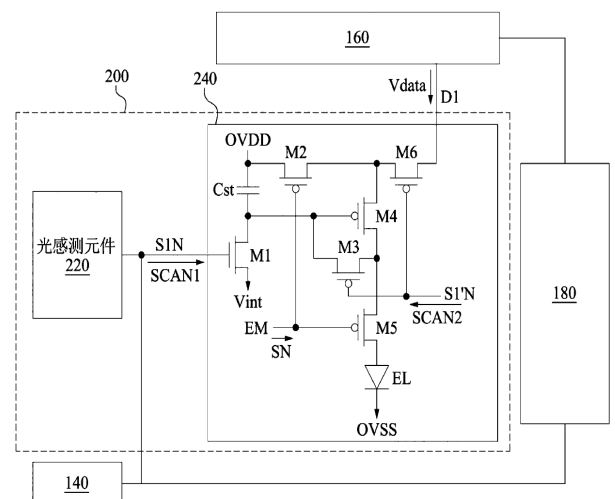 160
200
240
Vdata
D1
OVDD
M2
M6
Cst
M4
光感测元件
220
S1N
SCAN1
M1
M3
Vint
S1'N
SCAN2
180
EM
SN
M5
EL
OVSS
140